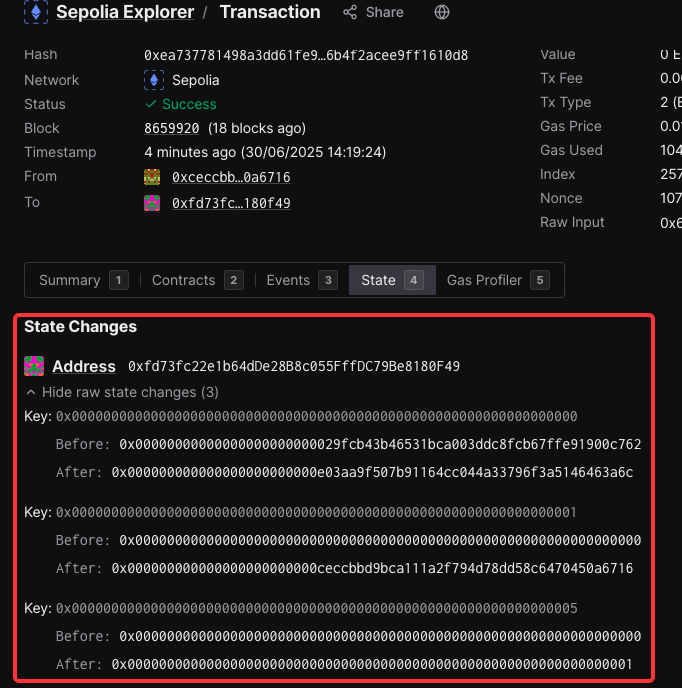 Sepolia Explorer / Transaction Share
Hash 0xea737781498a3dd61fe9…6b4f2acee9ff1610d8 Value 0 E
Network Sepolia Tx Fee 0.00
Status Success Tx Type 2 (E
Block 8659920 (18 blocks ago) Gas Price 0.01
Timestamp 4 minutes ago (30/06/2025 14:19:24) Gas Used 104
From 0xceccbb…0a6716 Index 257
To 0xfd73fc…180f49 Nonce 107
Raw Input 0x6
Summary 1 Contracts 2 Events 3 State 4 Gas Profiler 5
State Changes
Address 0xfd73fc22e1b64dDe28B8c055FffDC79Be8180F49
Hide raw state changes (3)
Key: 0x0000000000000000000000000000000000000000000000000000000000000000
Before: 0x00000000000000000000000029fcb43b46531bca003ddc8fcb67ffe91900c762
After: 0x000000000000000000000000e03aa9f507b91164cc044a33796f3a5146463a6c
Key: 0x0000000000000000000000000000000000000000000000000000000000000001
Before: 0x0000000000000000000000000000000000000000000000000000000000000000
After: 0x000000000000000000000000ceccbbd9bca111a2f794d78dd58c6470450a6716
Key: 0x0000000000000000000000000000000000000000000000000000000000000005
Before: 0x0000000000000000000000000000000000000000000000000000000000000000
After: 0x0000000000000000000000000000000000000000000000000000000000000001